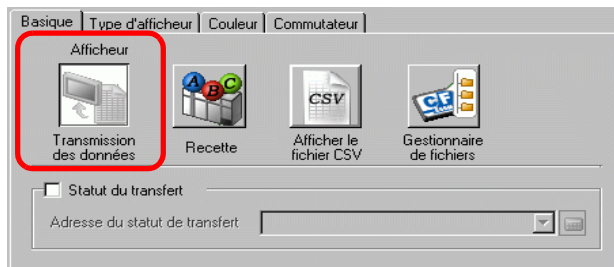 Basique Type d'afficheur Couleur Commutateur
Afficheur
A B C
CSV
CF
Transmission
des données
Recette
Afficher le
fichier CSV
Gestionnaire
de fichiers
Statut du transfert
Adresse du statut de transfert